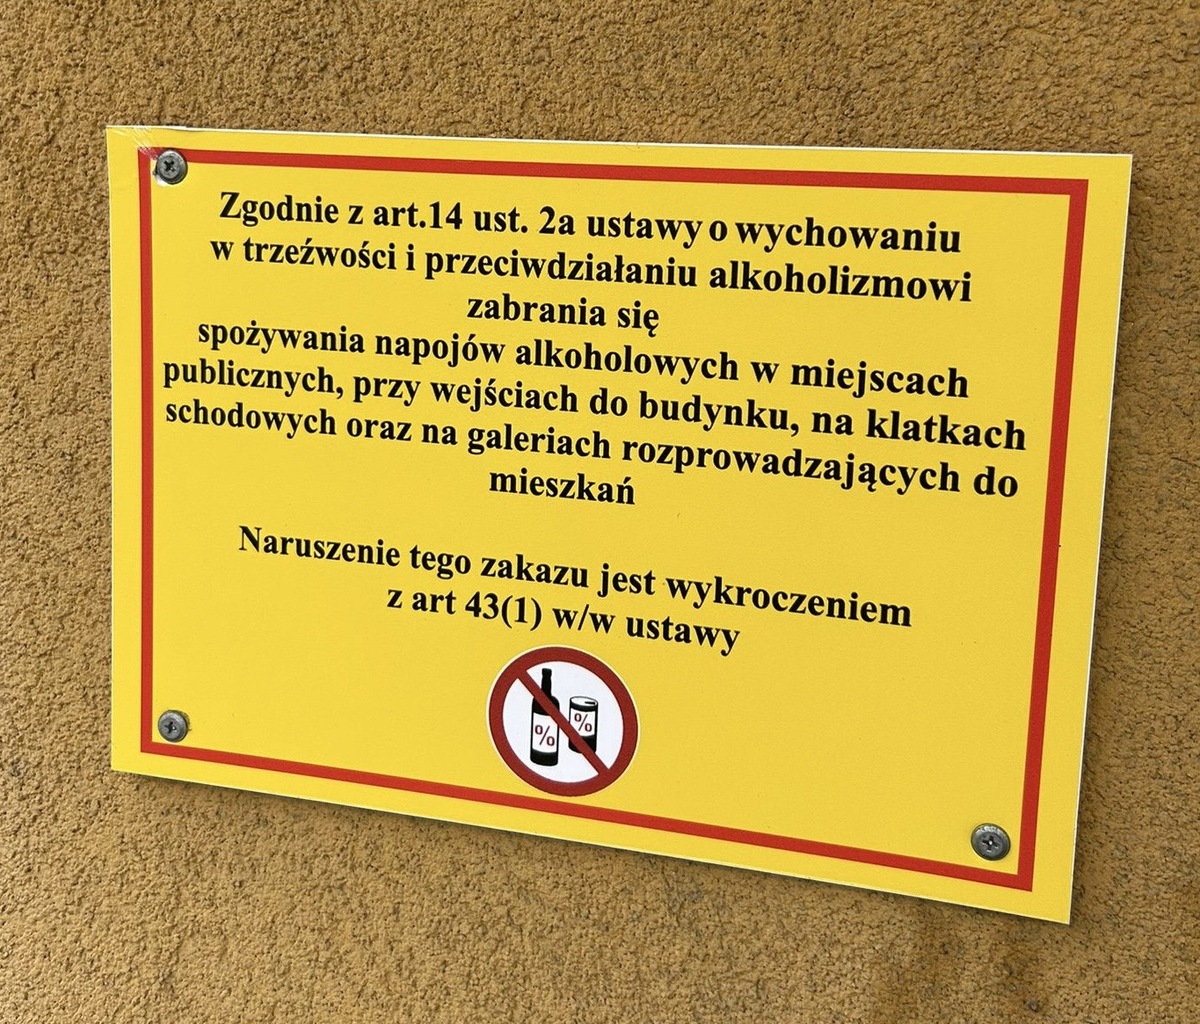 Zgodnie z art.14 ust. 2a ustawy o wychowaniu
w trzeźwości i przeciwdziałaniu alkoholizmowi
zabrania się
spożywania napojów alkoholowych w miejscach
publicznych, przy wejściach do budynku, na klatkach
schodowych oraz na galeriach rozprowadzających do
mieszkań
Naruszenie tego zakazu jest wykroczeniem
z art 43(1) w/w ustawy
% %